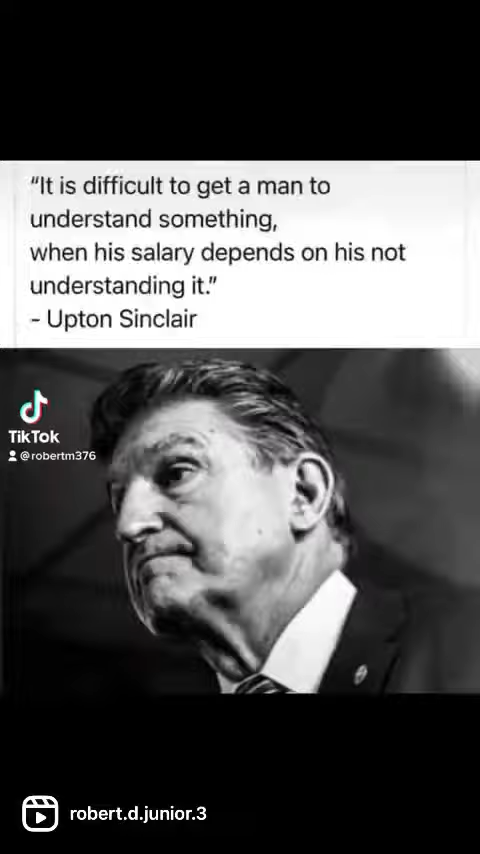 “It is difficult to get a man to
understand something,
when his salary depends on his not
understanding it.”
- Upton Sinclair
TikTok
@robertm376
robert.d.junior.3